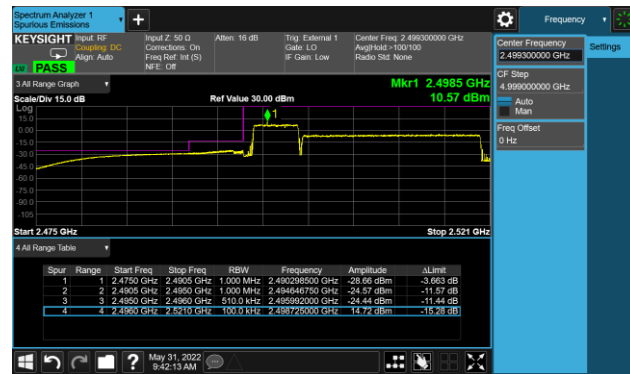 Spectrum Analyzer 1
Spurious Emissions
Frequency
KEYSIGHT Input: RF
Coupling: DC
Align: Auto
Input Z: 50 Ω
Corrections: On
Freq Ref: Int (S)
NFE: Off
Atten: 16 dB
Trig: External 1
Gate: LO
IF Gain: Low
Center Freq: 2.499300000 GHz
Avg|Hold:>100/100
Radio Std: None
LW PASS
Center Frequency
2.499300000 GHz
Settings
CF Step
4.999000000 GHz
Auto
Man
Freq Offset
0 Hz
3 All Range Graph
Mkr1 2.4985 GHz
Scale/Div 15.0 dB
Ref Value 30.00 dBm
10.57 dBm
Log
1
15.0
0.00
-15.0
-30.0
-45.0
-60.0
-75.0
-90.0
-105
Start 2.475 GHz
Stop 2.521 GHz
4 All Range Table
Spur Range Start Freq Stop Freq RBW Frequency Amplitude ΔLimit
1 1 2.4750 GHz 2.4905 GHz 1.000 MHz 2.490298500 GHz -28.66 dBm -3.663 dB
2 2 2.4905 GHz 2.4950 GHz 1.000 MHz 2.494646750 GHz -24.57 dBm -11.57 dB
3 3 2.4950 GHz 2.4960 GHz 510.0 kHz 2.495992000 GHz -24.44 dBm -11.44 dB
4 4 2.4960 GHz 2.5210 GHz 100.0 kHz 2.498725000 GHz 14.72 dBm -15.28 dB
?
May 31, 2022
9:42:13 AM